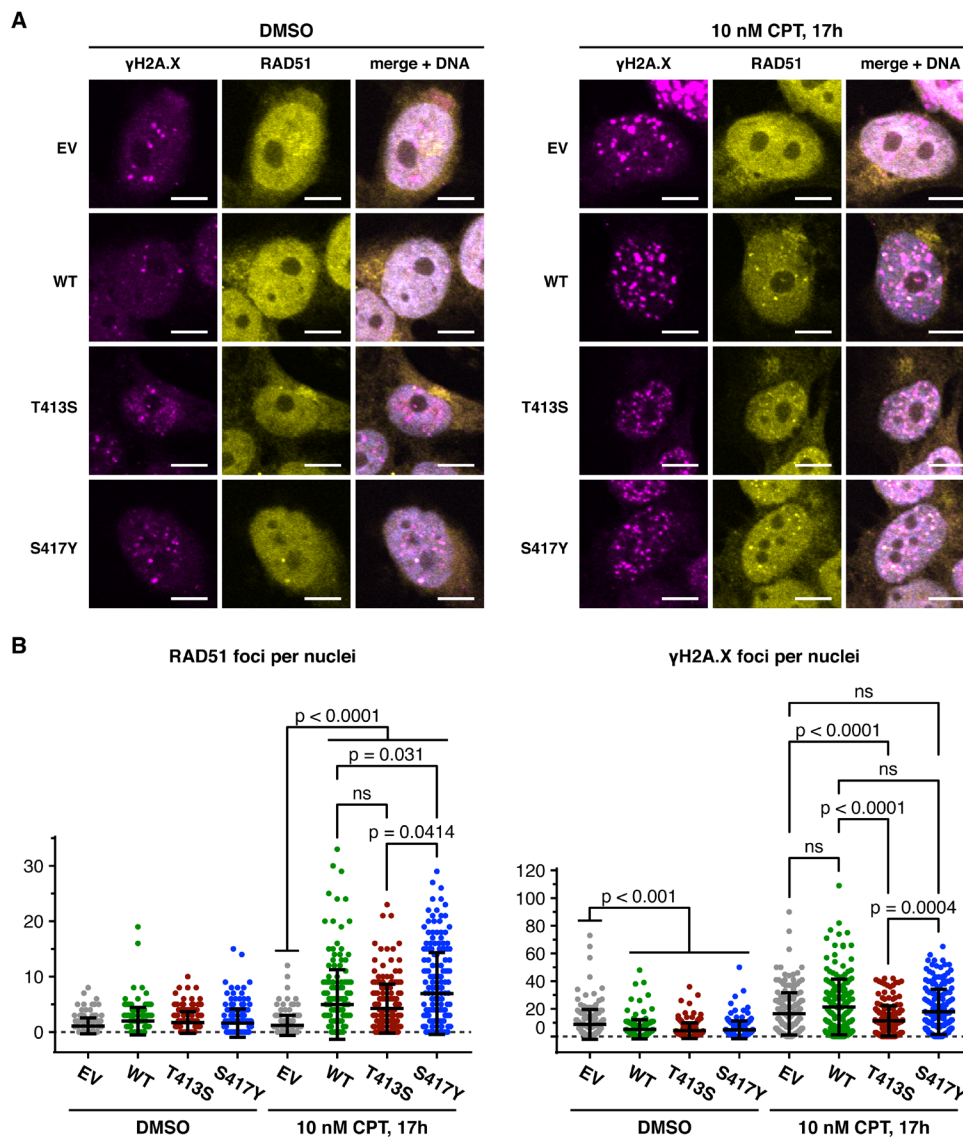 A
DMSO
10 nM CPT, 17h
γH2A.X RAD51 merge + DNA
γH2A.X RAD51 merge + DNA
EV
EV
WT
WT
T413S
T413S
S417Y
S417Y
B
RAD51 foci per nuclei
γH2A.X foci per nuclei
ns
p < 0.0001
p < 0.0001
p = 0.031
ns
ns
p < 0.0001
p = 0.0414
ns
p < 0.001
p = 0.0004
30
20
10
0
120
100
80
60
40
20
0
EV WT T413S S417Y EV WT T413S S417Y
EV WT T413S S417Y EV WT T413S S417Y
DMSO 10 nM CPT, 17h
DMSO 10 nM CPT, 17h